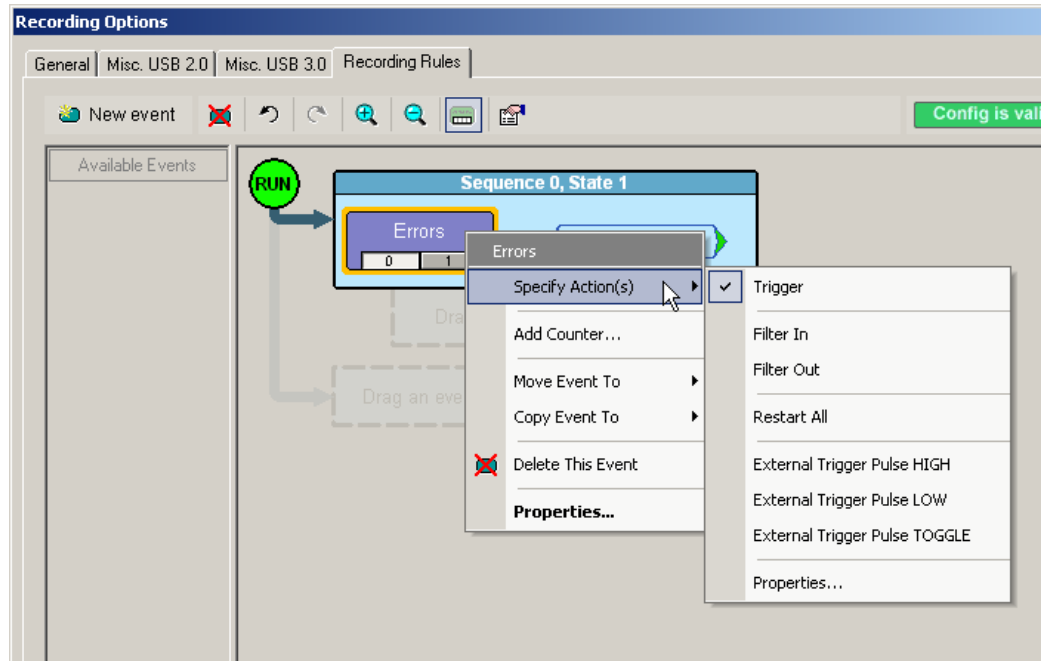 Recording Options
General Misc. USB 2.0 Misc. USB 3.0 Recording Rules
New event
Config is vali
Available Events
RUN
Sequence 0, State 1
Errors
0 1
Errors
Specify Action(s)
Add Counter...
Move Event To
Copy Event To
Delete This Event
Properties...
Trigger
Filter In
Filter Out
Restart All
External Trigger Pulse HIGH
External Trigger Pulse LOW
External Trigger Pulse TOGGLE
Properties...
Dra
Drag an eve